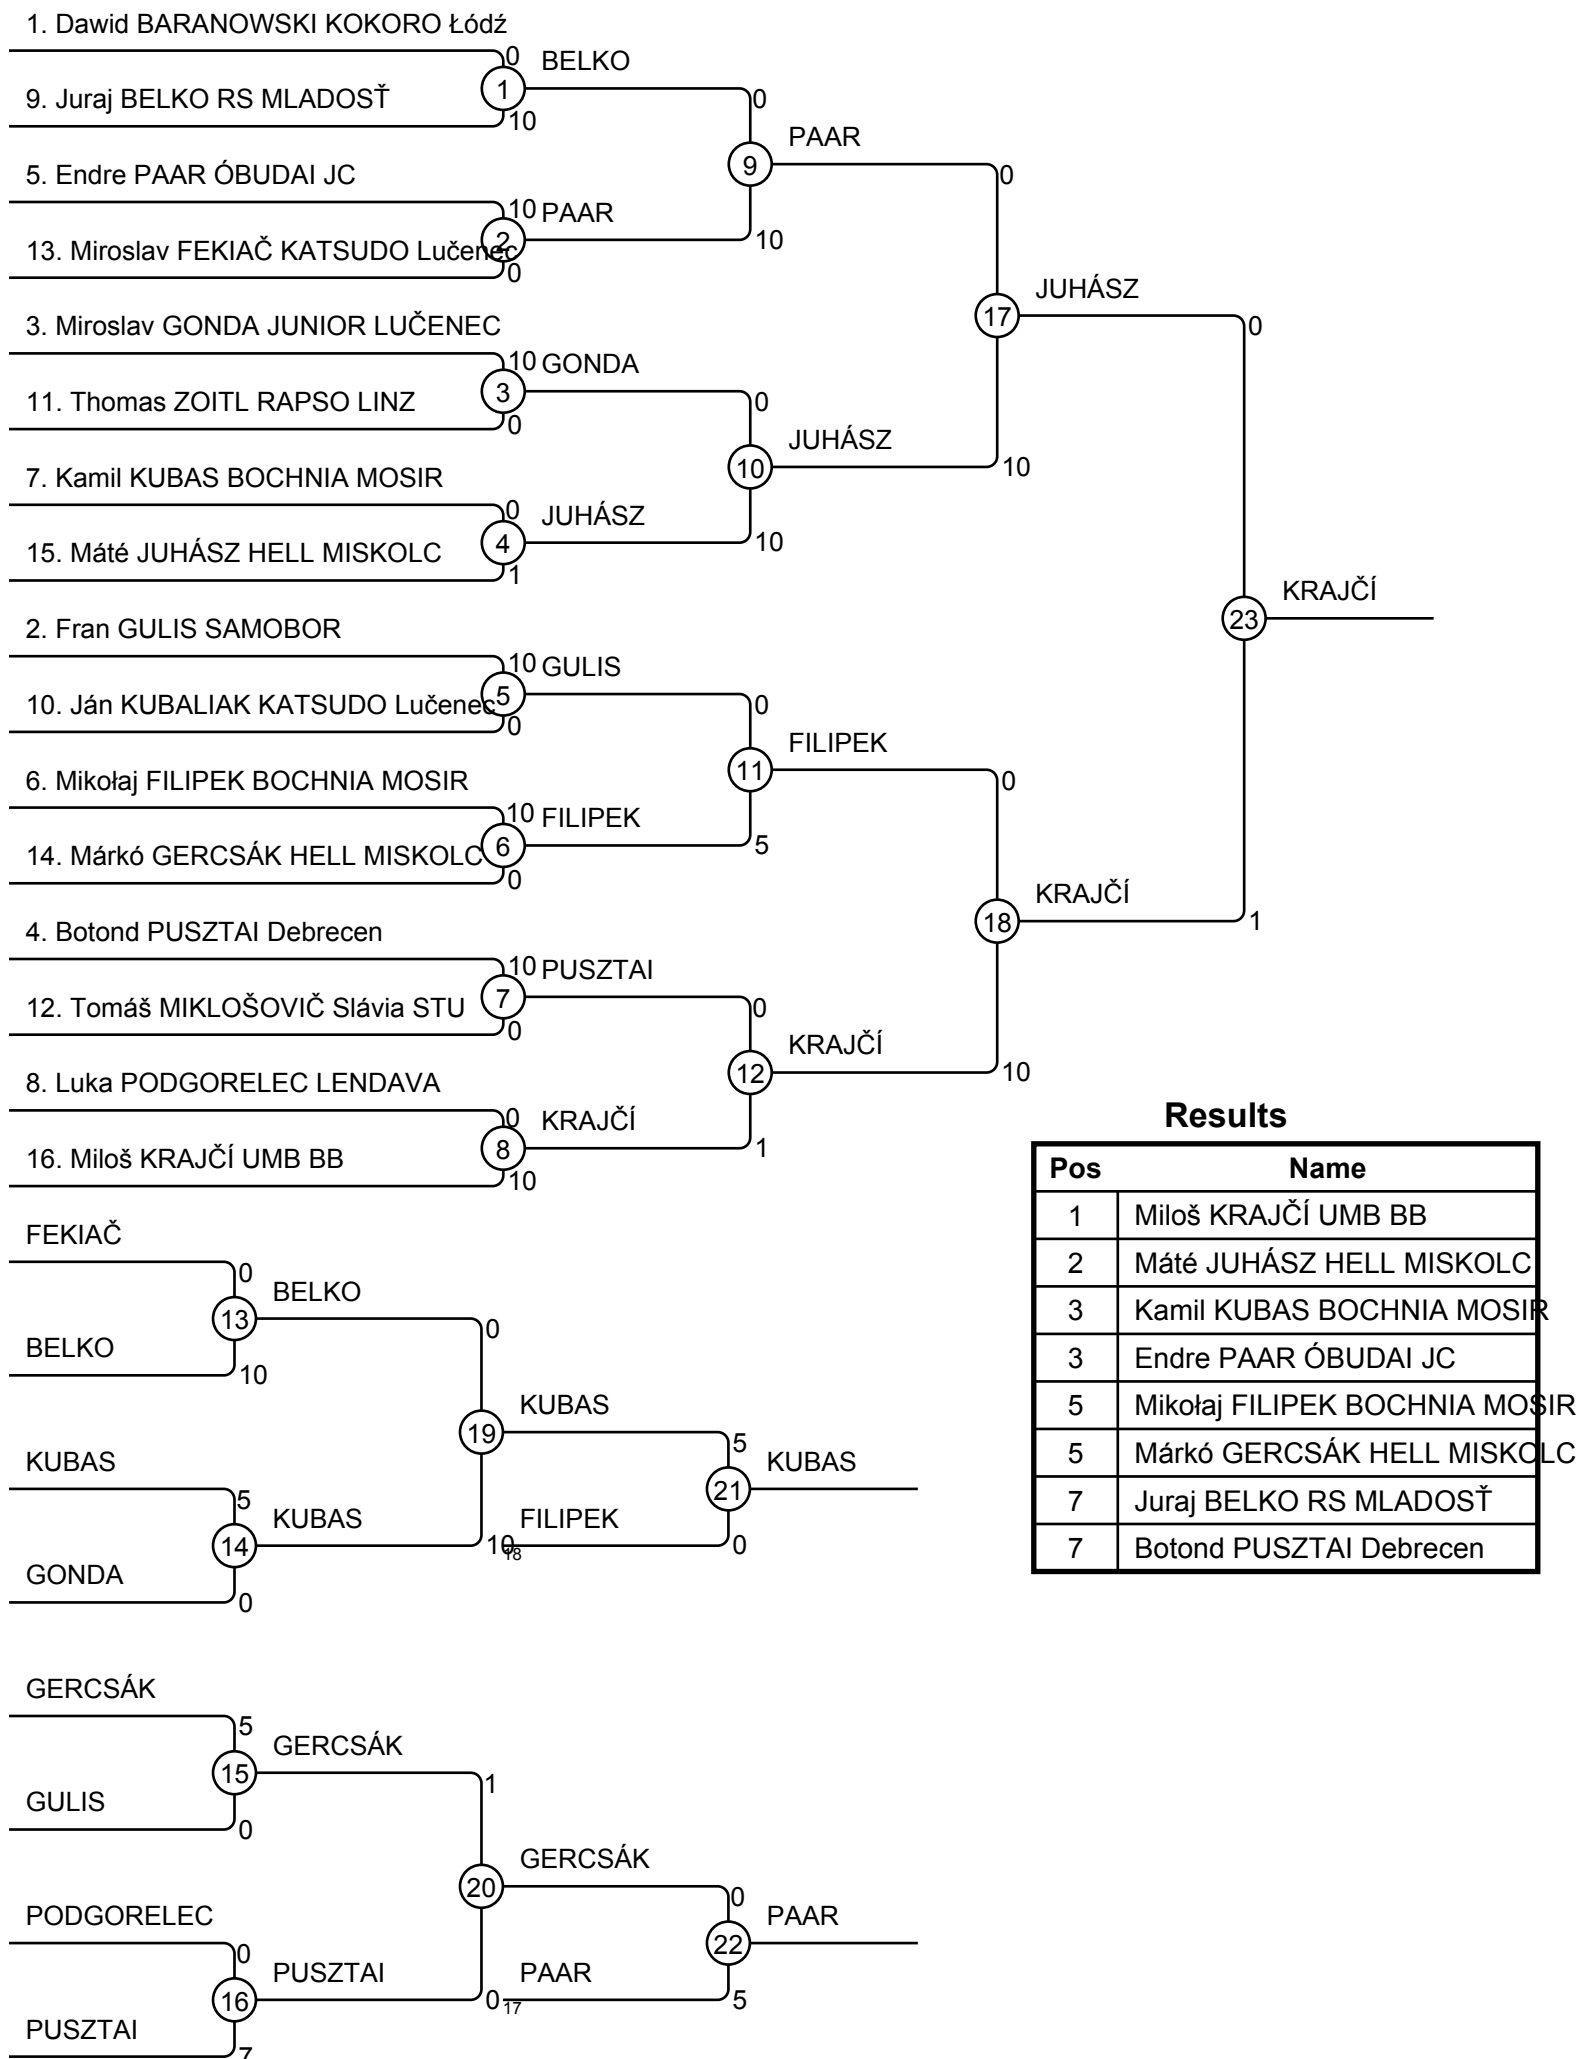 1. Dawid BARANOWSKI KOKORO Łódź
0
BELKO
1
9. Juraj BELKO RS MLADOSŤ
10
0
PAAR
9
5. Endre PAAR ÓBUDAI JC
0
10
PAAR
2
10
13. Miroslav FEKIAČ KATSUDO Lučenec
0
JUHÁSZ
17
3. Miroslav GONDA JUNIOR LUČENEC
0
10
GONDA
3
11. Thomas ZOITL RAPSO LINZ
0
0
JUHÁSZ
10
7. Kamil KUBAS BOCHNIA MOSIR
10
0
JUHÁSZ
4
10
15. Máté JUHÁSZ HELL MISKOLC
1
KRAJČÍ
23
2. Fran GULIS SAMOBOR
10
GULIS
5
10. Ján KUBALIAK KATSUDO Lučenec
0
0
FILIPEK
11
6. Mikołaj FILIPEK BOCHNIA MOSIR
0
10
FILIPEK
6
5
14. Márkó GERCSÁK HELL MISKOLC
0
KRAJČÍ
18
1
4. Botond PUSZTAI Debrecen
10
PUSZTAI
7
12. Tomáš MIKLOŠOVIČ Slávia STU
0
0
KRAJČÍ
12
10
8. Luka PODGORELEC LENDAVA
0
KRAJČÍ
8
1
16. Miloš KRAJČÍ UMB BB
10
Results
Pos Name
1 Miloš KRAJČÍ UMB BB
2 Máté JUHÁSZ HELL MISKOLC
3 Kamil KUBAS BOCHNIA MOSIR
3 Endre PAAR ÓBUDAI JC
5 Mikołaj FILIPEK BOCHNIA MOSIR
5 Márkó GERCSÁK HELL MISKOLC
7 Juraj BELKO RS MLADOSŤ
7 Botond PUSZTAI Debrecen
FEKIAČ
0
BELKO
13
BELKO
10
0
KUBAS
19
KUBAS
5
KUBAS
14
10
GONDA
0
5
KUBAS
21
FILIPEK
18
0
GERCSÁK
5
GERCSÁK
15
GULIS
0
1
GERCSÁK
20
PODGORELEC
0
PUSZTAI
16
0
PUSZTAI
7
0
PAAR
22
PAAR
17
5